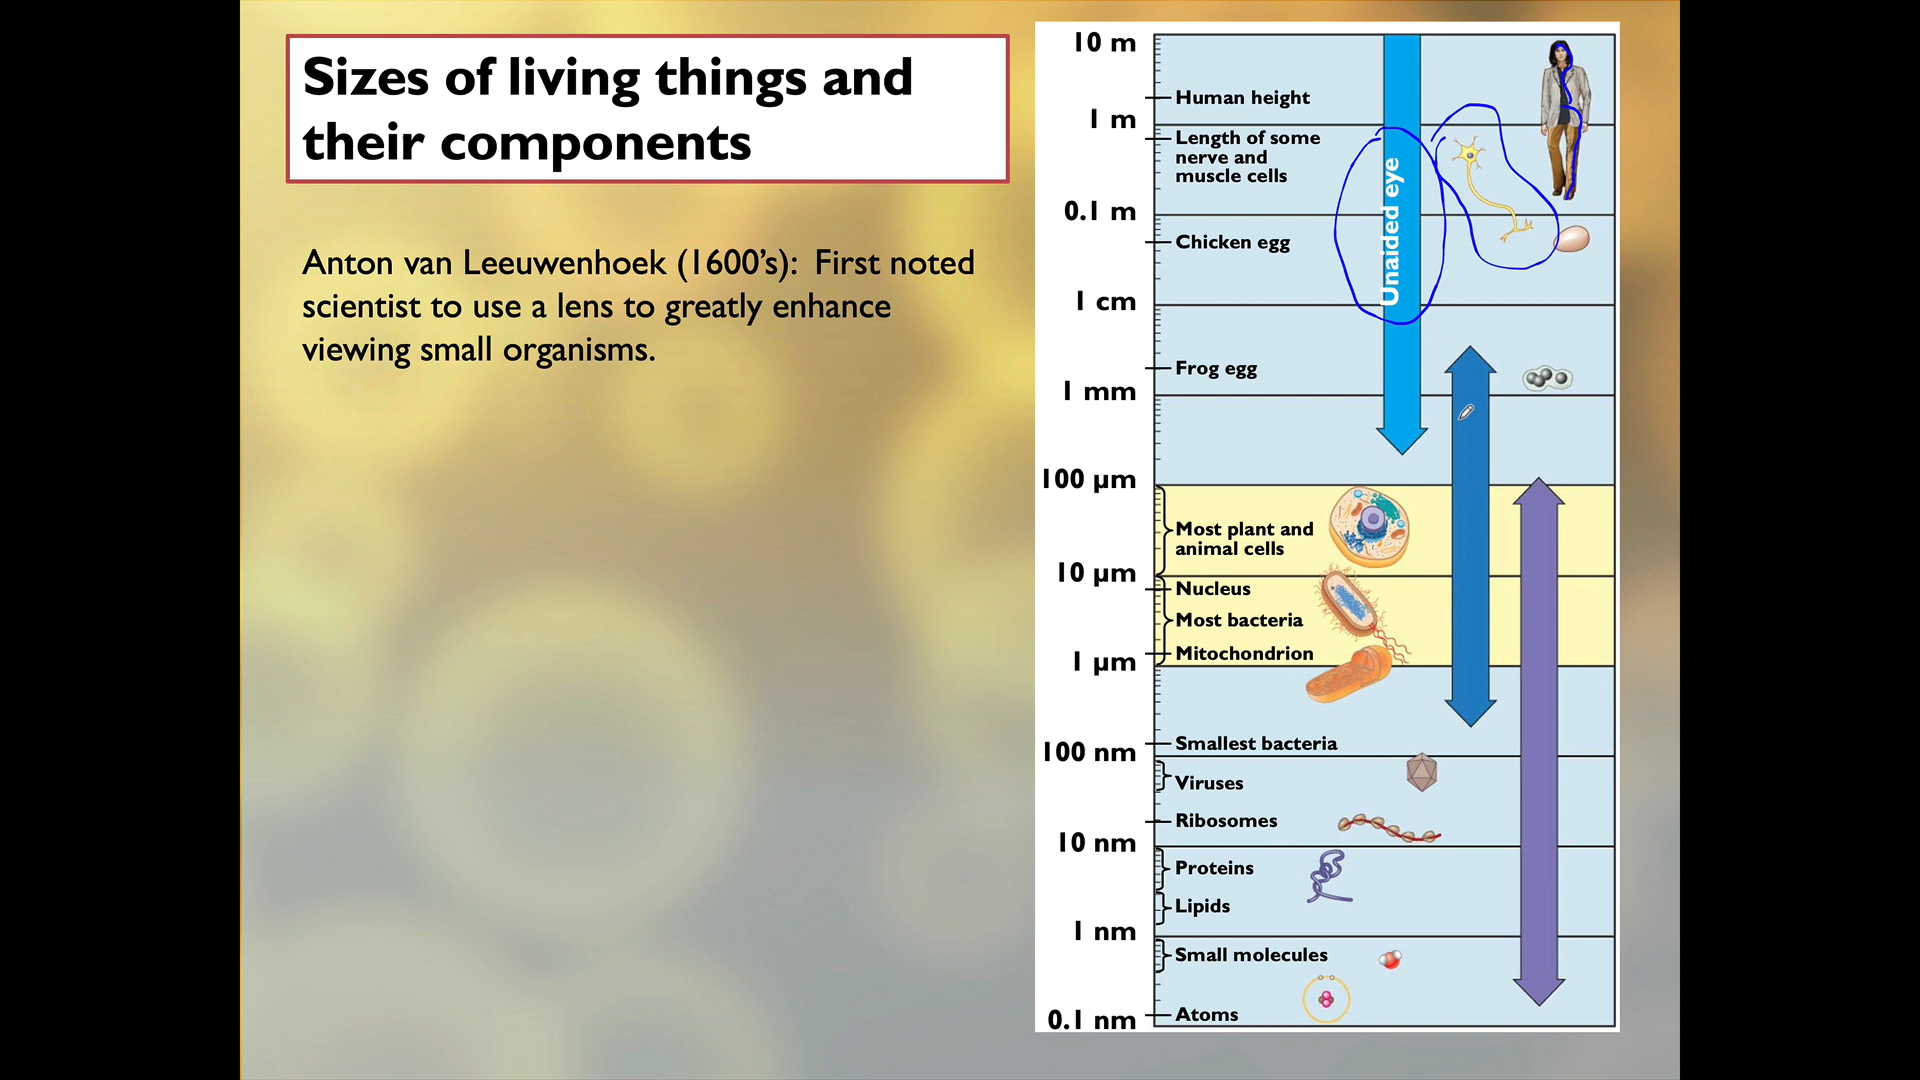 Sizes of living things and
their components
Anton van Leeuwenhoek (1600’s):  First noted
scientist to use a lens to greatly enhance
viewing small organisms.
10 m
Human height
1 m
Length of some
nerve and
muscle cells
0.1 m
Chicken egg
1 cm
Unaided eye
Frog egg
1 mm
100 µm
Most plant and
animal cells
10 µm
Nucleus
Most bacteria
Mitochondrion
1 µm
Smallest bacteria
100 nm
Viruses
Ribosomes
10 nm
Proteins
Lipids
1 nm
Small molecules
Atoms
0.1 nm